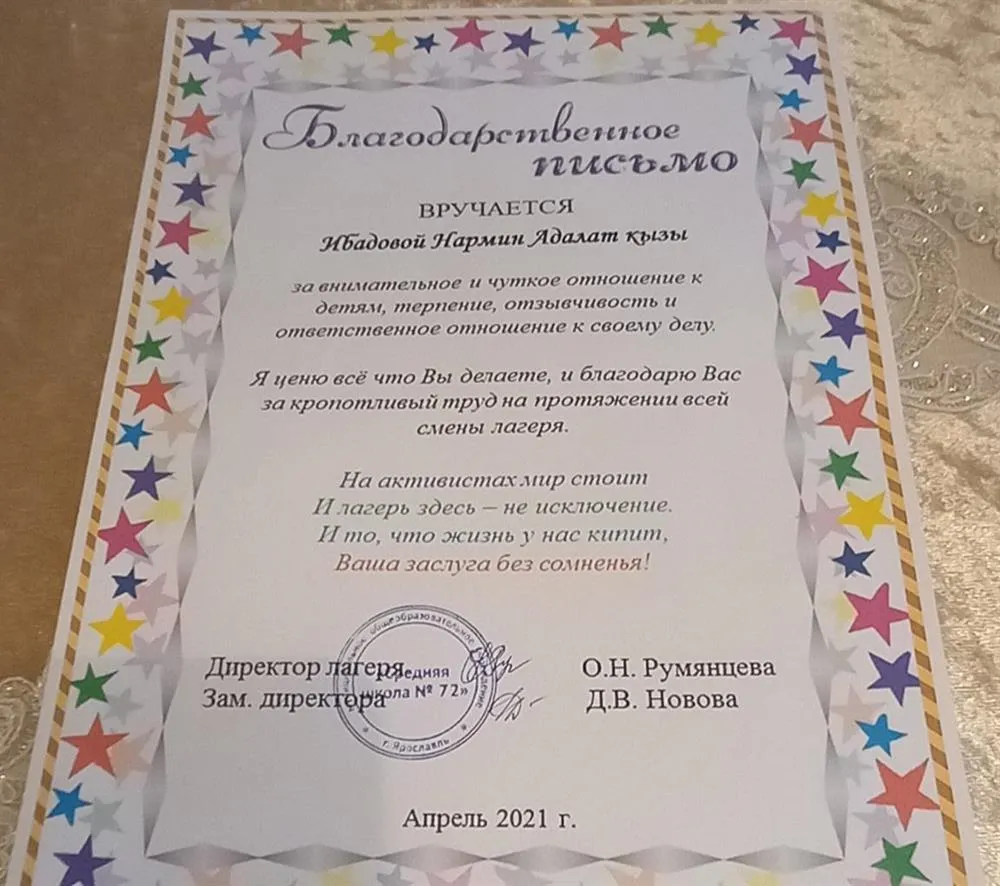 Благодарственное
письмо
ВРУЧАЕТСЯ
Ибадовой Нармин Адалат қызы
за внимательное и чуткое отношение к
детям, терпение, отзывчивость и
ответственное отношение к своему делу.
Я ценю всё что Вы делаете, и благодарю Вас
за кропотливый труд на протяжении всей
смены лагеря.
На активистах мир стоит
И лагерь здесь – не исключение.
И то, что жизнь у нас кипит,
Ваша заслуга без сомненья!
общеобразовательное
Директор лагеря
О.Н. Румянцева
«Средняя
Зам. директора
школа № 72»
Д.В. Новова
г. Ярославль
Апрель 2021 г.